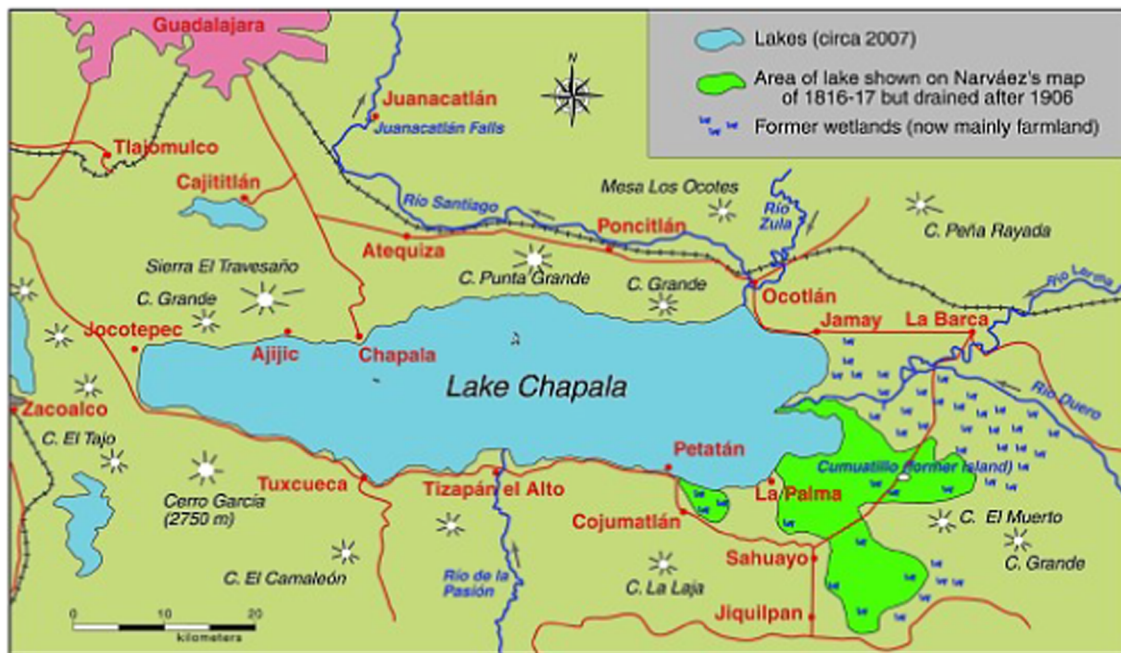 Guadalajara
Lakes (circa 2007)
Area of lake shown on Narváez's map
of 1816-17 but drained after 1906
Former wetlands (now mainly farmland)
N
Juanacatlán
Juanacatlán Falls
Tlajomulco
Cajititlán
Mesa Los Ocotes
Río Santiago
Río
Zula
Poncitlán
C. Peña Rayada
Atequiza
Sierra El Travesaño
C. Punta Grande
C. Grande
C. Grande
Río Lerma
Ocotlán
Jocotepec
Jamay
La Barca
Ajijic
Chapala
Lake Chapala
Río Duero
Zacoalco
C. El Tajo
Petatán
Cumuatillo (former island)
Tuxcueca
Tizapán el Alto
La Palma
Cerro García
(2750 m)
Cojumatlán
C. El Muerto
C. El Camaleón
Río de la
Pasión
C. La Laja
Sahuayo
C. Grande
Jiquilpan
0 10 20
kilometers